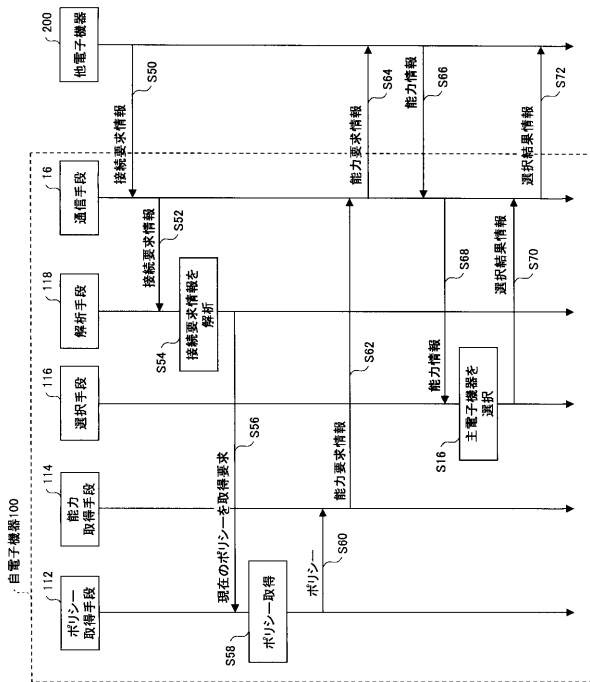 自電子機器100
112
ポリシー
取得手段
114
能力
取得手段
116
選択手段
118
解析手段
16
通信手段
200
他電子機器
接続要求情報
S50
接続要求情報
S52
S54
接続要求情報を
解析
現在のポリシーを取得要求
S56
S58
ポリシー取得
ポリシー
S60
能力要求情報
S62
能力要求情報
S64
能力情報
S66
能力情報
S68
S16
主電子機器を
選択
選択結果情報
S70
選択結果情報
S72